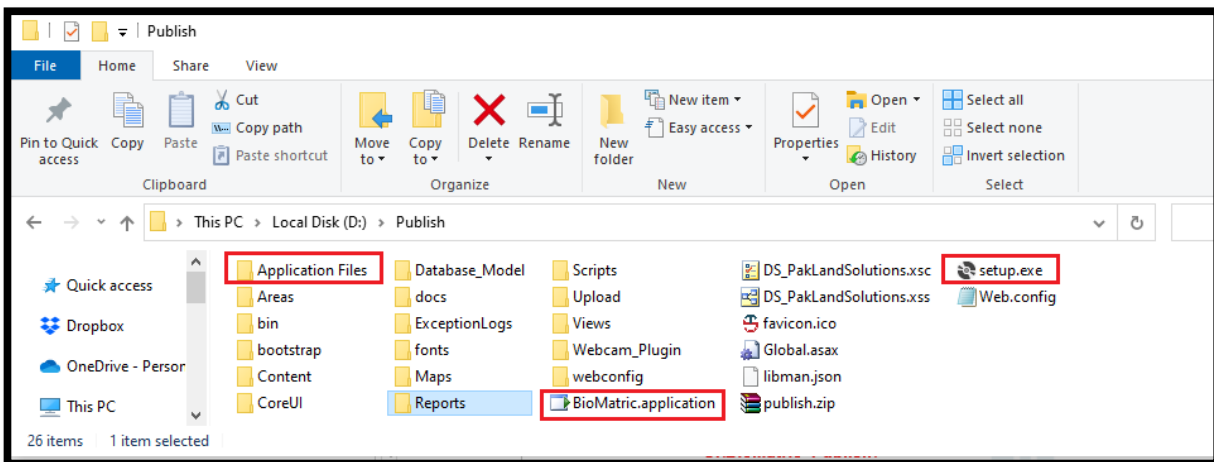 Publish
File Home Share View
Pin to Quick access
Copy
Paste
Cut
Copy path
Paste shortcut
Move to
Copy to
Delete
Rename
New folder
New item
Easy access
Properties
Open
Edit
History
Select all
Select none
Invert selection
Clipboard Organize New Open Select
This PC > Local Disk (D:) > Publish
Quick access
Dropbox
OneDrive - Person
This PC
Application Files
Areas
bin
bootstrap
Content
CoreUI
Database_Model
docs
ExceptionLogs
fonts
Maps
Reports
Scripts
Upload
Views
Webcam_Plugin
webconfig
BioMatric.application
DS_PakLandSolutions.xsc
DS_PakLandSolutions.xss
favicon.ico
Global.asax
libman.json
publish.zip
setup.exe
Web.config
26 items 1 item selected